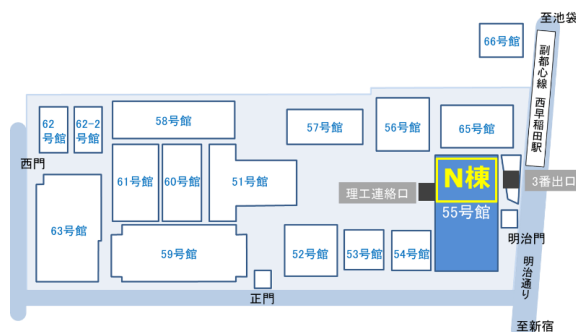 至池袋
66号館
副都心線 西早稲田駅
62
号館
62-2
号館
58号館
57号館
56号館
65号館
西門
61号館
60号館
51号館
N棟
3番出口
理工連絡口
55号館
63号館
59号館
52号館
53号館
54号館
明治門
明治通り
正門
至新宿